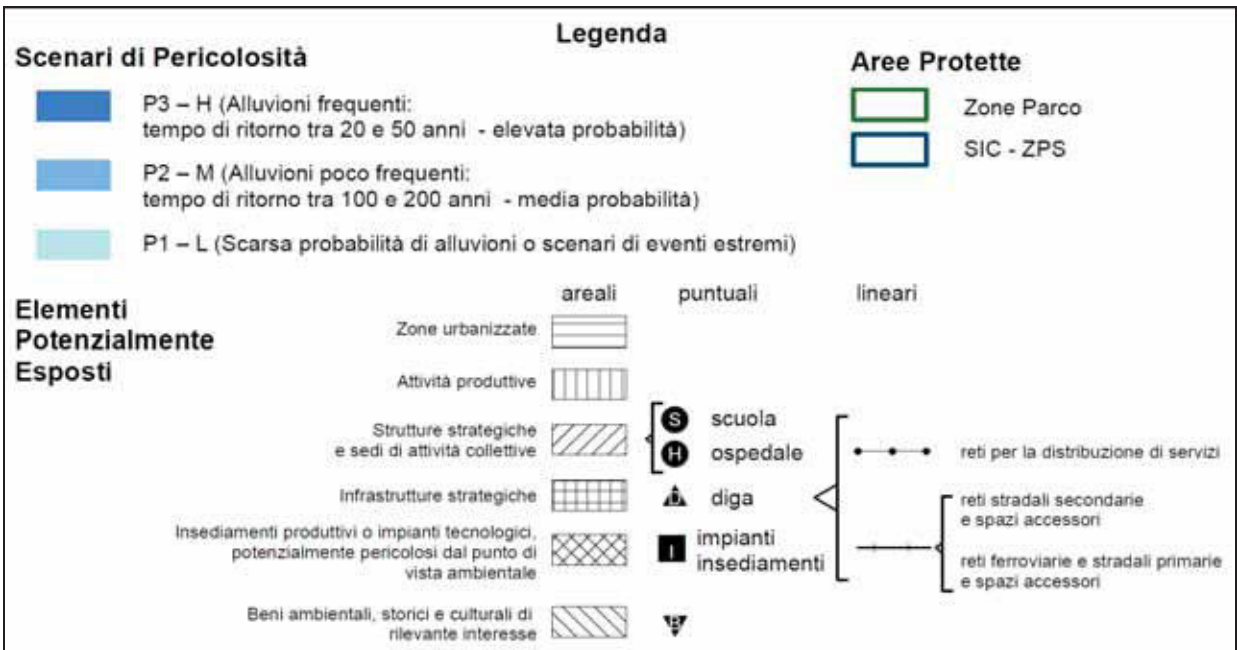 Legenda
Scenari di Pericolosità
P3 – H (Alluvioni frequenti:
tempo di ritorno tra 20 e 50 anni - elevata probabilità)
P2 – M (Alluvioni poco frequenti:
tempo di ritorno tra 100 e 200 anni - media probabilità)
P1 – L (Scarsa probabilità di alluvioni o scenari di eventi estremi)
Aree Protette
Zone Parco
SIC - ZPS
Elementi
Potenzialmente
Esposti
areali
puntuali
lineari
Zone urbanizzate
Attività produttive
Strutture strategiche
e sedi di attività collettive
Infrastrutture strategiche
Insediamenti produttivi o impianti tecnologici,
potenzialmente pericolosi dal punto di
vista ambientale
Beni ambientali, storici e culturali di
rilevante interesse
S scuola
H ospedale
D diga
I impianti
insediamenti
B
reti per la distribuzione di servizi
reti stradali secondarie
e spazi accessori
reti ferroviarie e stradali primarie
e spazi accessori